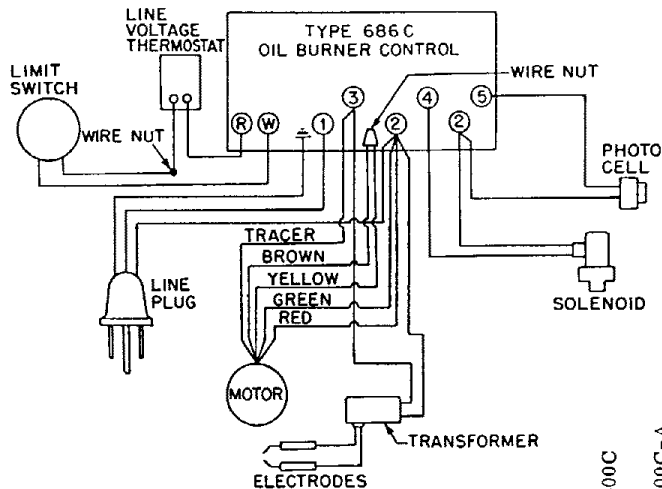 LINE
VOLTAGE
THERMOSTAT
TYPE 686C
OIL BURNER CONTROL
LIMIT
SWITCH
WIRE NUT
WIRE NUT
R
W
1
3
2
4
2
5
PHOTO
CELL
TRACER
BROWN
YELLOW
GREEN
RED
LINE
PLUG
SOLENOID
MOTOR
TRANSFORMER
ELECTRODES
00C
00C-A